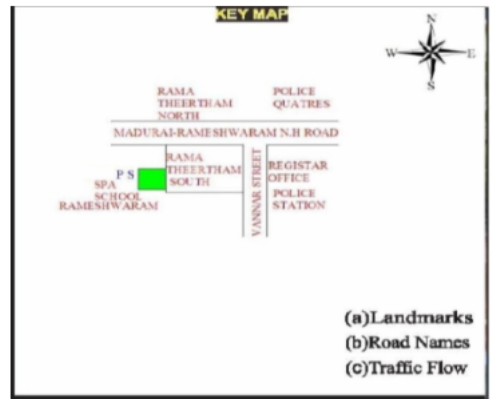 KEY MAP
N
W
E
S
RAMA
THEERTHAM
NORTH
POLICE
QUATRES
MADURAI-RAMESHWARAM N.H ROAD
RAMA
THEERTHAM
SOUTH
P S
SPA
SCHOOL
RAMESHWARAM
VANNAR STREET
REGISTAR
OFFICE
POLICE
STATION
(a)Landmarks
(b)Road Names
(c)Traffic Flow